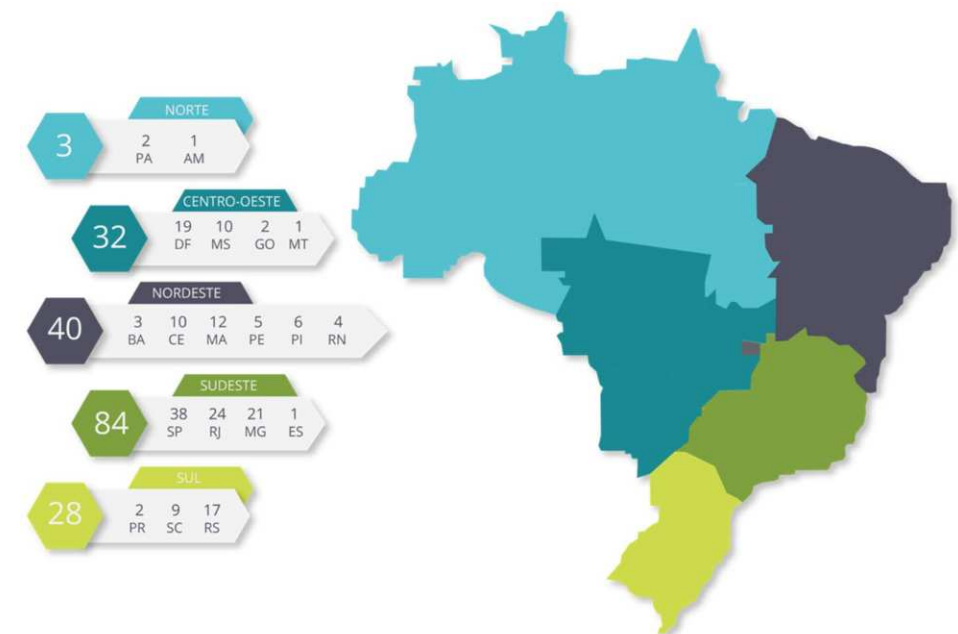 NORTE
3
2 1
PA AM
CENTRO-OESTE
32
19 10 2 1
DF MS GO MT
NORDESTE
40
3 10 12 5 6 4
BA CE MA PE PI RN
SUDESTE
84
38 24 21 1
SP RJ MG ES
SUL
28
2 9 17
PR SC RS